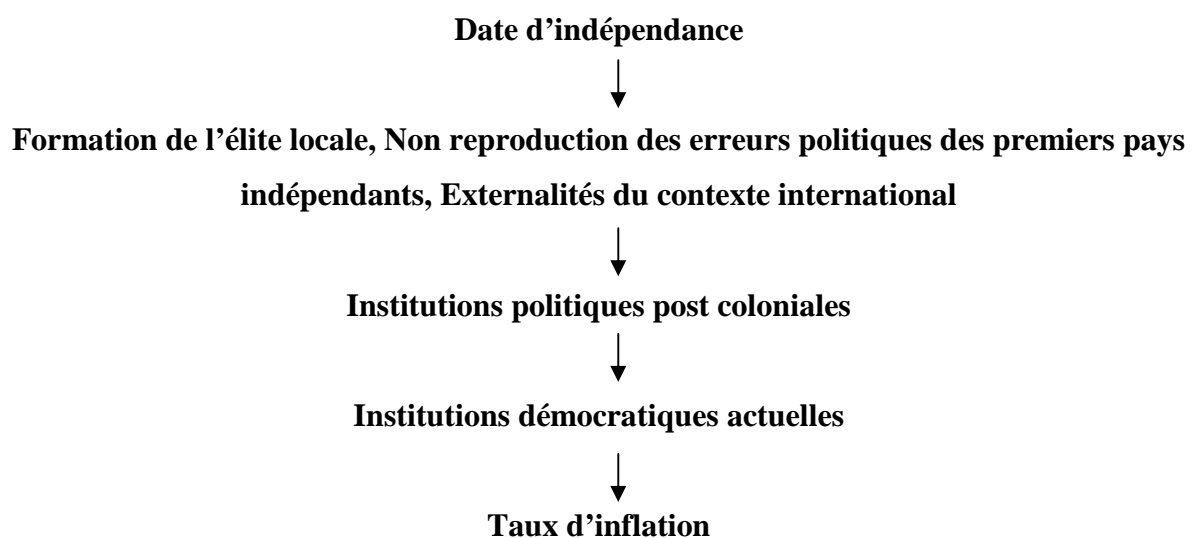 Date d’indépendance
Formation de l’élite locale, Non reproduction des erreurs politiques des premiers pays
indépendants, Externalités du contexte international
Institutions politiques post coloniales
Institutions démocratiques actuelles
Taux d’inflation